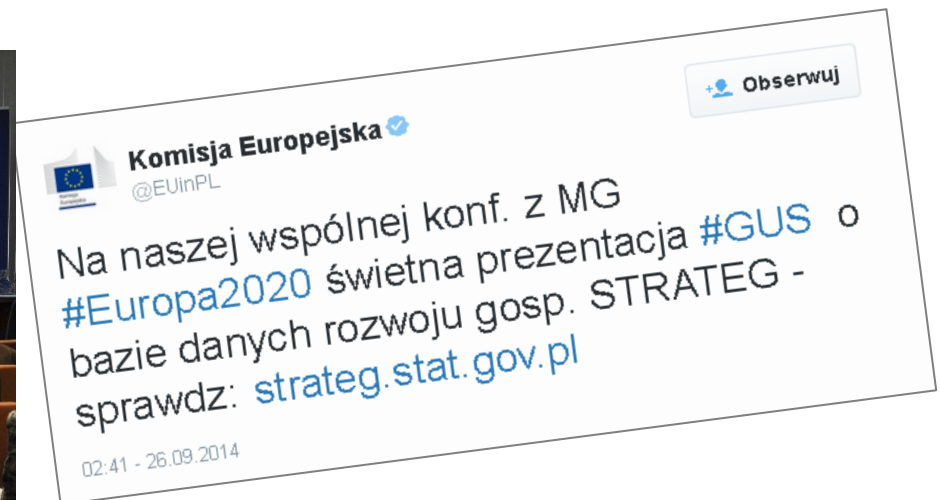 Obserwuj
Komisja Europejska
@EUinPL
Na naszej wspólnej konf. z MG
#Europa2020 świetna prezentacja #GUS o
bazie danych rozwoju gosp. STRATEG -
sprawdz: strateg.stat.gov.pl
02:41 - 26.09.2014